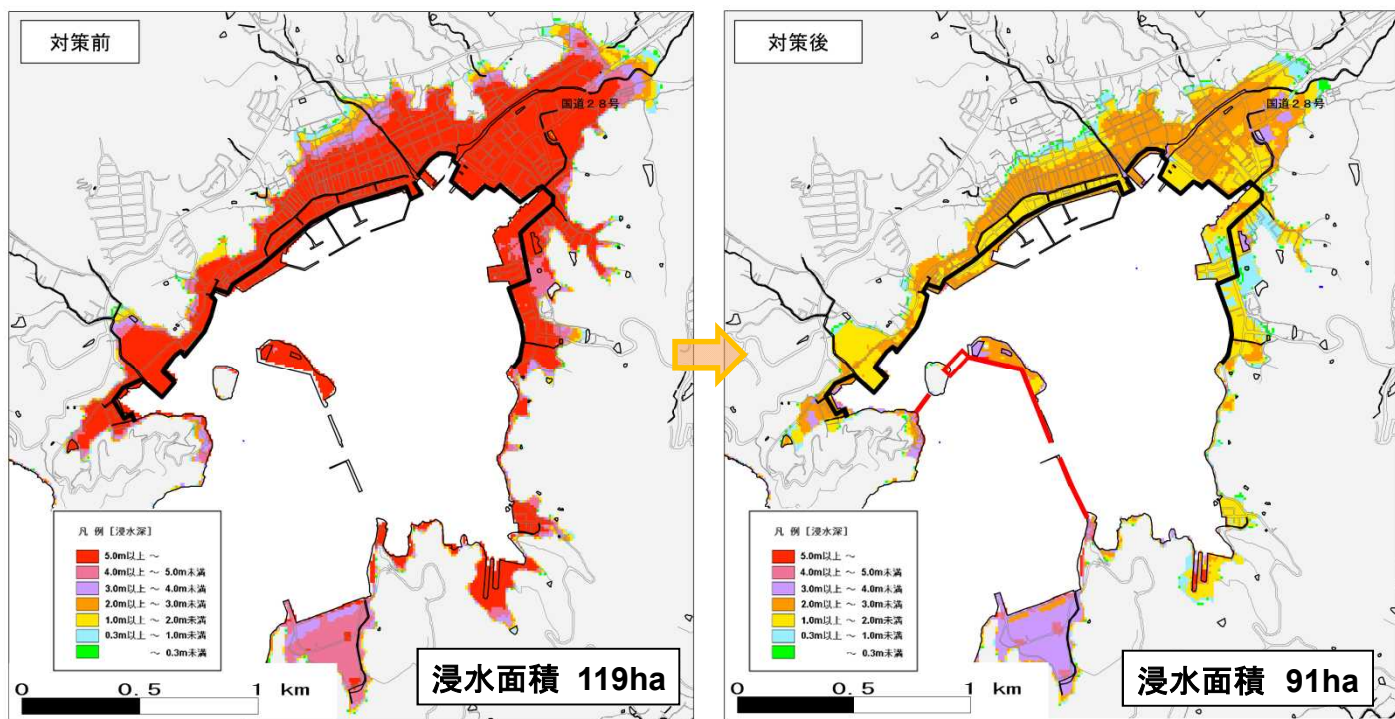 対策前
国道28号
凡 例 [浸水深]
5.0m以上 ~
4.0m以上 ~ 5.0m未満
3.0m以上 ~ 4.0m未満
2.0m以上 ~ 3.0m未満
1.0m以上 ~ 2.0m未満
0.3m以上 ~ 1.0m未満
~ 0.3m未満
浸水面積 119ha
0 0.5 1 km
対策後
国道28号
凡 例 [浸水深]
5.0m以上 ~
4.0m以上 ~ 5.0m未満
3.0m以上 ~ 4.0m未満
2.0m以上 ~ 3.0m未満
1.0m以上 ~ 2.0m未満
0.3m以上 ~ 1.0m未満
~ 0.3m未満
浸水面積 91ha
0 0.5 1 km